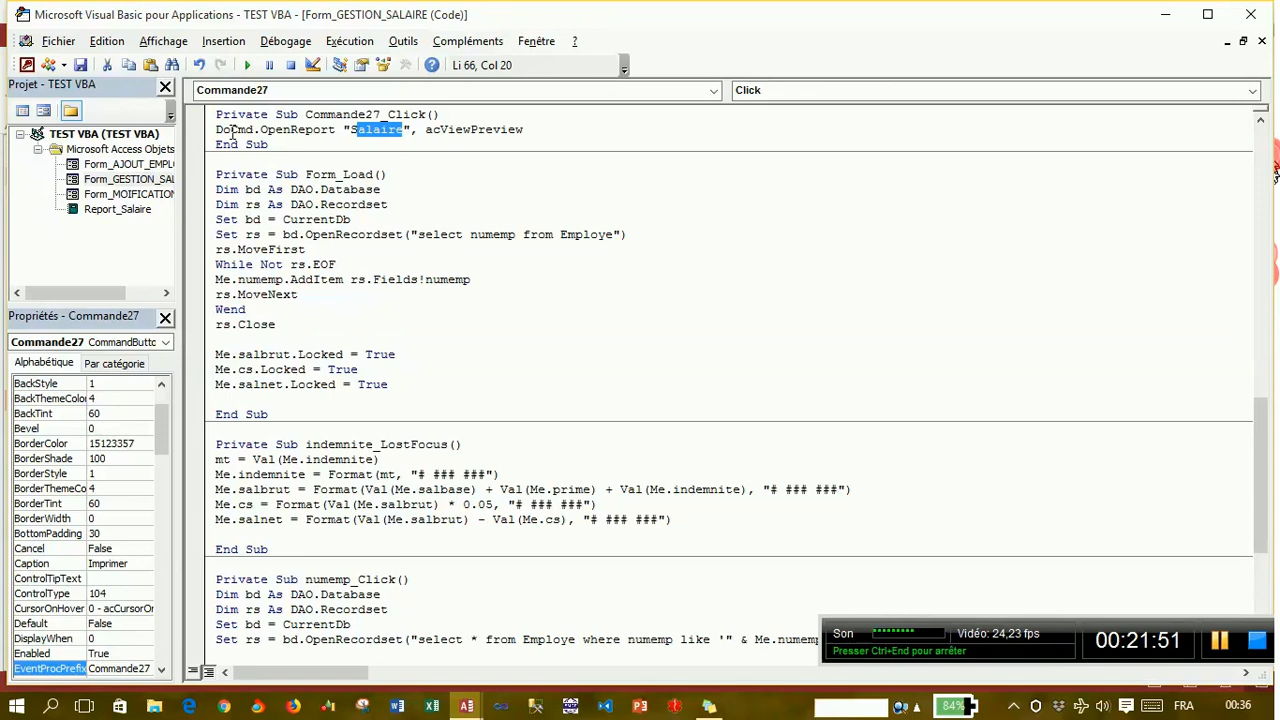 Microsoft Visual Basic pour Applications - TEST VBA - [Form_GESTION_SALAIRE (Code)]
Fichier Edition Affichage Insertion Débogage Exécution Outils Compléments Fenêtre ?
Li 66, Col 20
Projet - TEST VBA
Commande27
Click
TEST VBA (TEST VBA)
Microsoft Access Objets
Form_AJOUT_EMPL
Form_GESTION_SAL
Form_MOIFICATION
Report_Salaire
Propriétés - Commande27
Commande27 CommandButto
Alphabétique Par catégorie
BackStyle 1
BackThemeColor 4
BackTint 60
Bevel 0
BorderColor 15123357
BorderShade 100
BorderStyle 1
BorderThemeCo 4
BorderTint 60
BorderWidth 0
BottomPadding 30
Cancel False
Caption Imprimer
ControlTipText
ControlType 104
CursorOnHover 0 - acCursorOn
Default False
DisplayWhen 0
Enabled True
EventProcPrefix Commande27
Private Sub Commande27_Click()
DoCmd.OpenReport "Salaire", acViewPreview
End Sub
Private Sub Form_Load()
Dim bd As DAO.Database
Dim rs As DAO.Recordset
Set bd = CurrentDb
Set rs = bd.OpenRecordset("select numemp from Employe")
rs.MoveFirst
While Not rs.EOF
Me.numemp.AddItem rs.Fields!numemp
rs.MoveNext
Wend
rs.Close
Me.salbrut.Locked = True
Me.cs.Locked = True
Me.salnet.Locked = True
End Sub
Private Sub indemnite_LostFocus()
mt = Val(Me.indemnite)
Me.indemnite = Format(mt, "# ### ###")
Me.salbrut = Format(Val(Me.salbase) + Val(Me.prime) + Val(Me.indemnite), "# ### ###")
Me.cs = Format(Val(Me.salbrut) * 0.05, "# ### ###")
Me.salnet = Format(Val(Me.salbrut) - Val(Me.cs), "# ### ###")
End Sub
Private Sub numemp_Click()
Dim bd As DAO.Database
Dim rs As DAO.Recordset
Set bd = CurrentDb
Set rs = bd.OpenRecordset("select * from Employe where numemp like '" & Me.numemp
Son
Vidéo: 24,23 fps
Presser Ctrl+End pour arrêter
00:21:51
84%
FRA
00:36